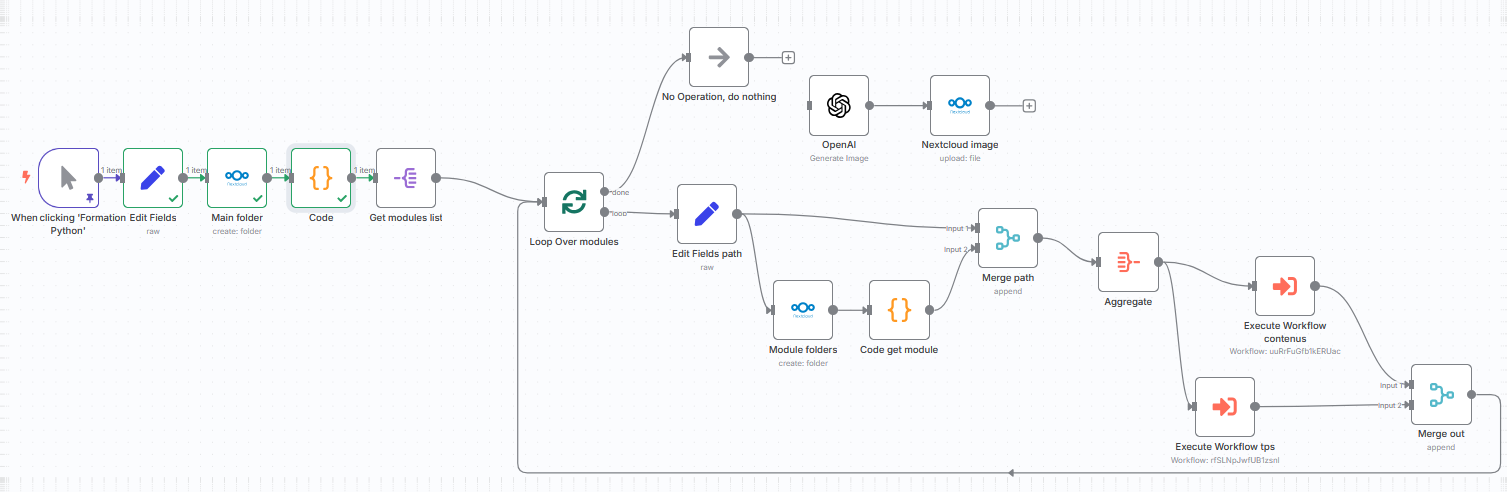 1 item
1 item
1 item
1 item
When clicking 'Formation
Python'
Edit Fields
raw
nextcloud
Main folder
create: folder
Code
Get modules list
Loop Over modules
done
loop
No Operation, do nothing
OpenAI
Generate Image
nextcloud
Nextcloud image
upload: file
Edit Fields path
raw
nextcloud
Module folders
create: folder
Code get module
Input 1
Input 2
Merge path
append
Aggregate
Execute Workflow
contenus
Workflow: uuRrFuGfb1kERUac
Execute Workflow tps
Workflow: rfSLNpJwfUB1zsnI
Input 1
Input 2
Merge out
append